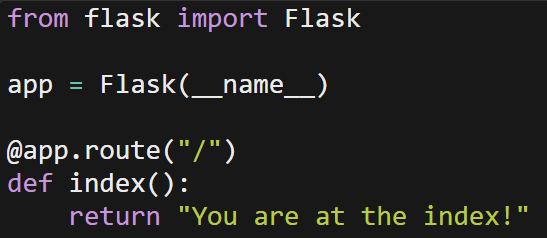 from flask import Flask
app = Flask(__name__)
@app.route("/")
def index():
    return "You are at the index!"